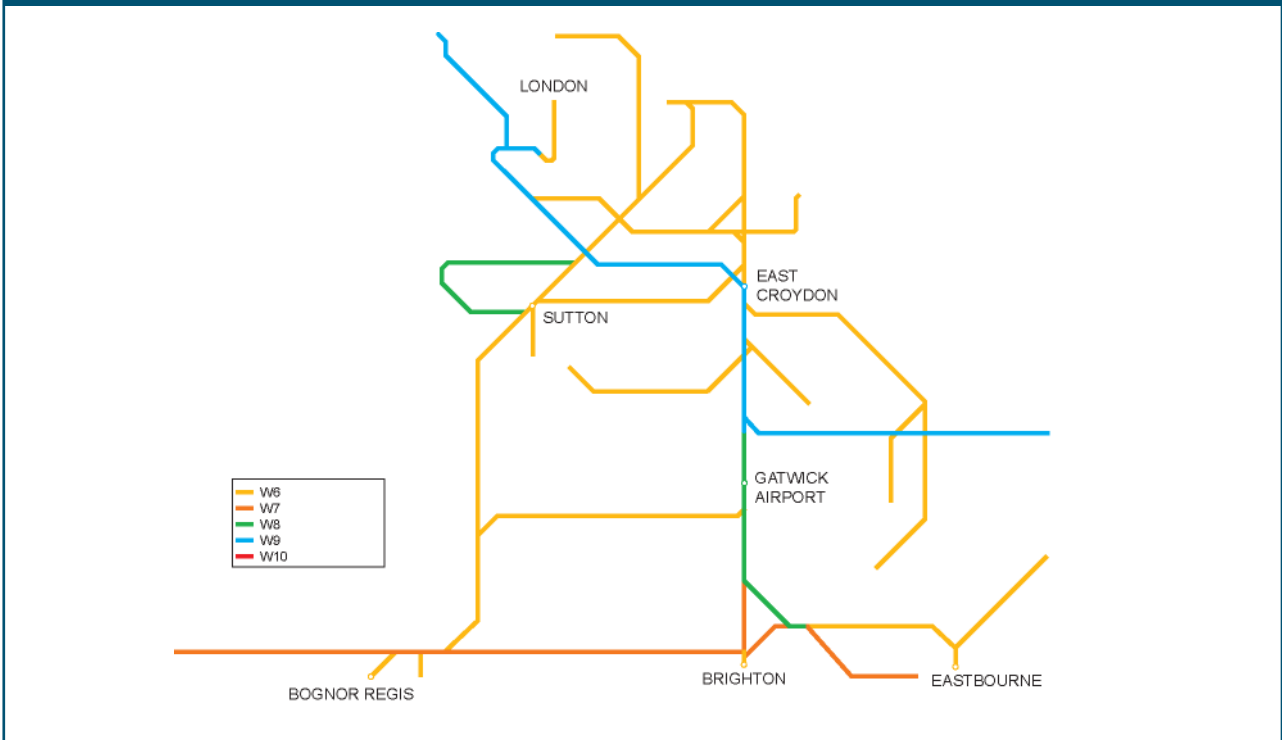 LONDON
EAST
CROYDON
SUTTON
GATWICK
AIRPORT
W6
W7
W8
W9
W10
BOGNOR REGIS
BRIGHTON
EASTBOURNE